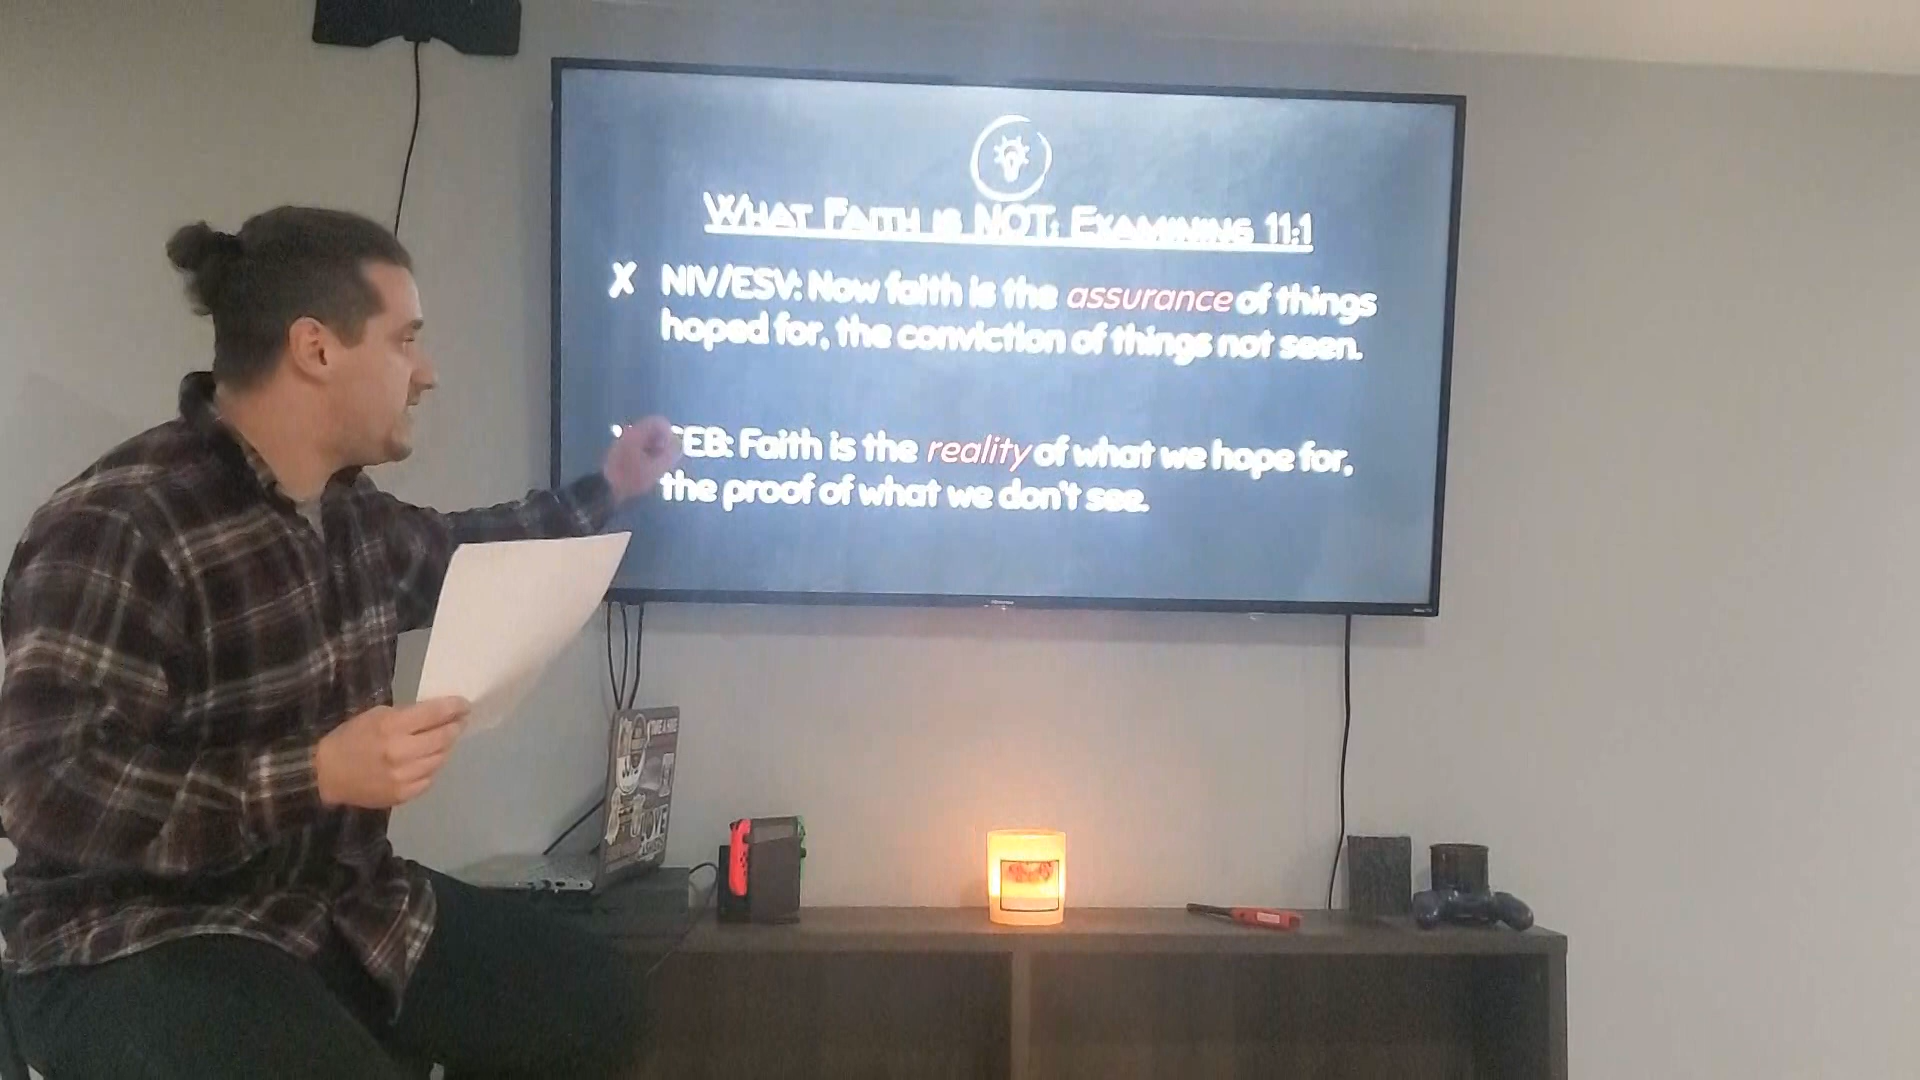 WHAT FAITH IS NOT: EXAMINING 11:1
X NIV/ESV: Now faith is the assurance of things
hoped for, the conviction of things not seen.
EB: Faith is the reality of what we hope for,
the proof of what we don't see.
LOVE